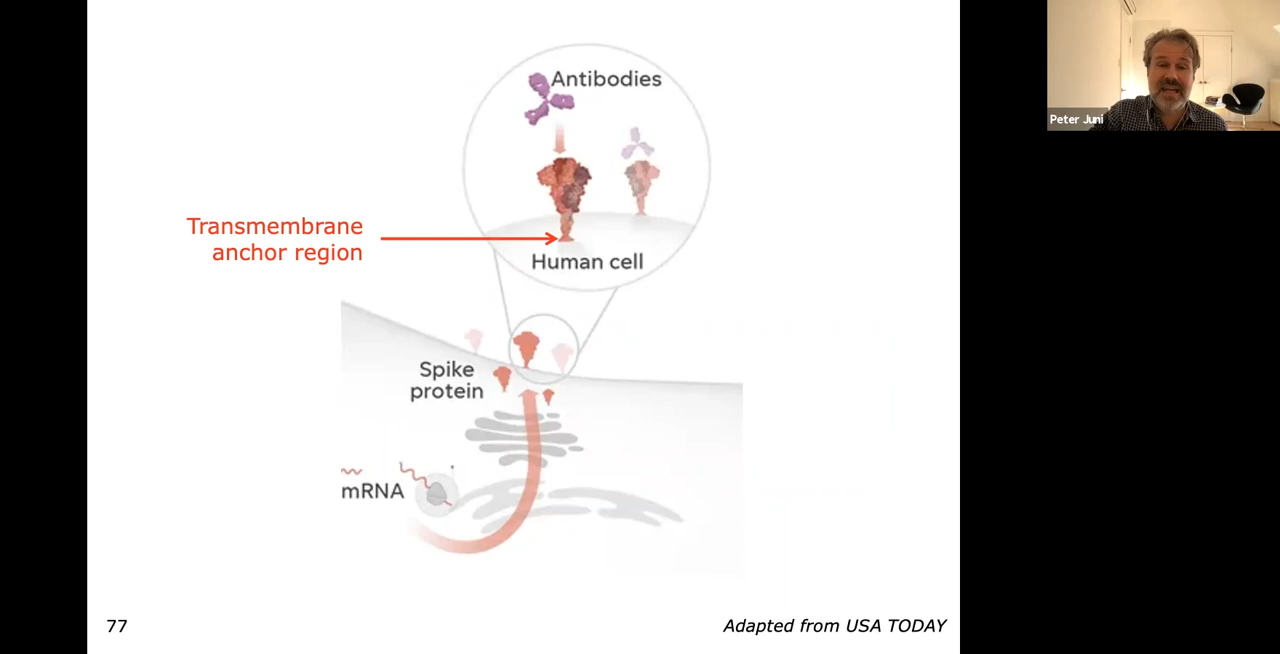 Antibodies
Transmembrane
anchor region
Human cell
Spike
protein
mRNA
77
Adapted from USA TODAY
Peter Juni